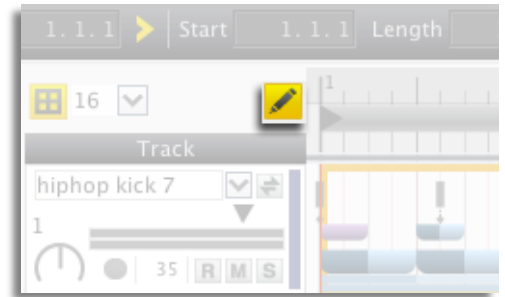 1. 1. 1 Start 1. 1. 1 Length
16
1
Track
hiphop kick 7
1
35 R M S